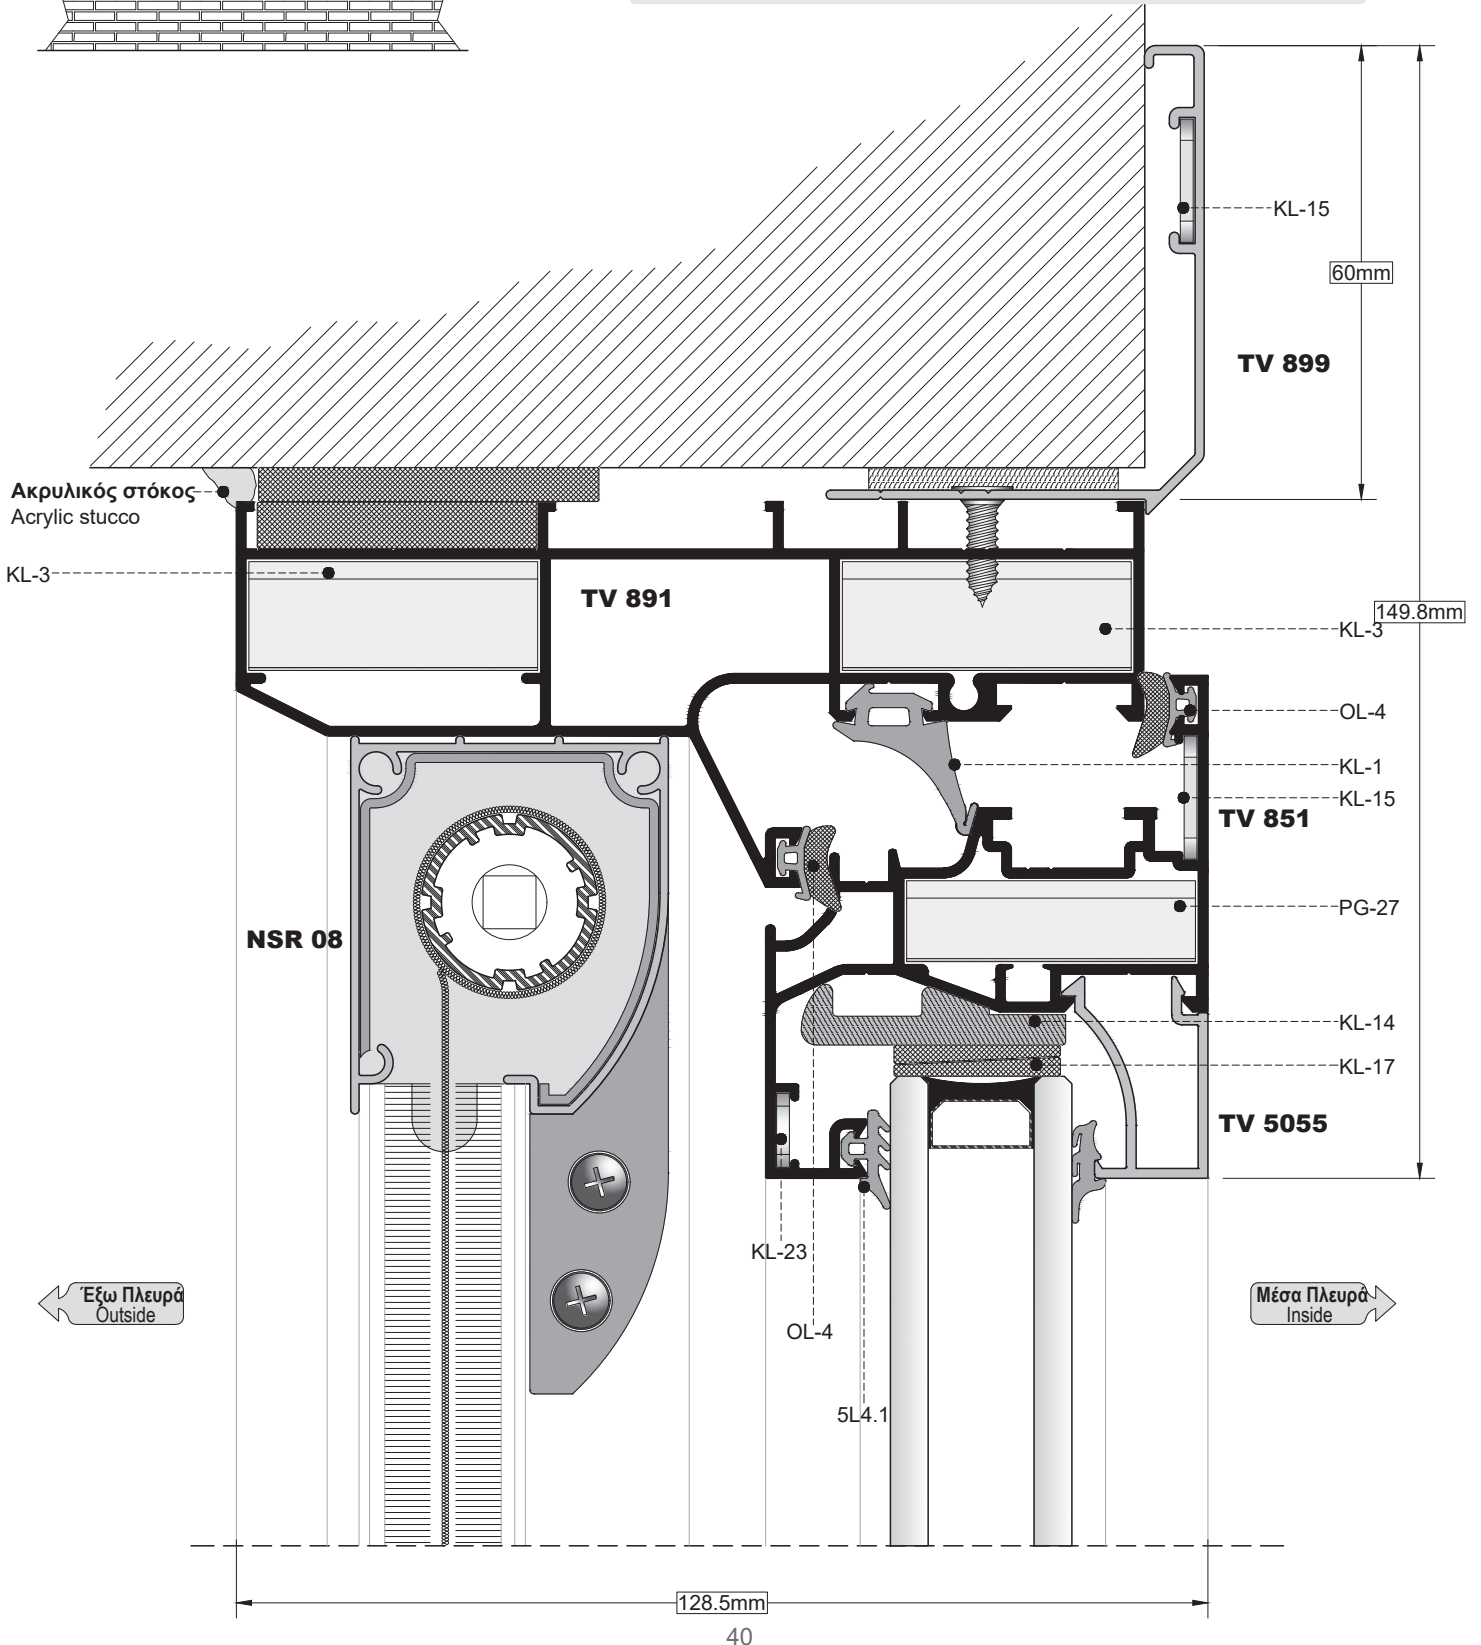 KL-15
60mm
TV 899
Ακρυλικός στόκος
Acrylic stucco
KL-3
TV 891
149.8mm
KL-3
OL-4
KL-1
KL-15
TV 851
PG-27
NSR 08
KL-14
KL-17
TV 5055
KL-23
Έξω Πλευρά
Outside
Μέσα Πλευρά
Inside
OL-4
5L4.1
128.5mm
40